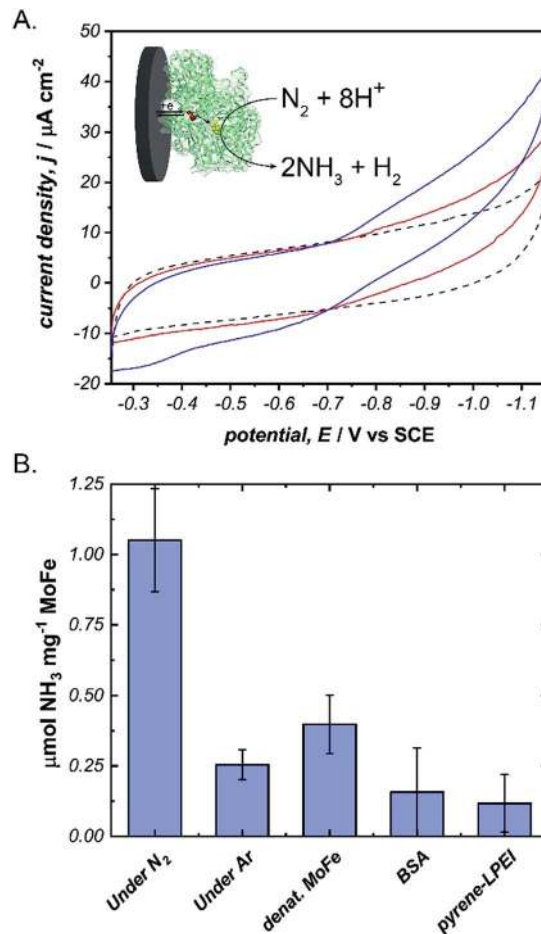 A.
current density, j / μA cm⁻²
50
40
30
20
10
0
-10
-20
+e⁻
N₂ + 8H⁺
2NH₃ + H₂
-0.3 -0.4 -0.5 -0.6 -0.7 -0.8 -0.9 -1.0 -1.1
potential, E / V vs SCE
B.
μmol NH₃ mg⁻¹ MoFe
1.25
1.00
0.75
0.50
0.25
0.00
Under N₂
Under Ar
denat. MoFe
BSA
pyrene-LPEI